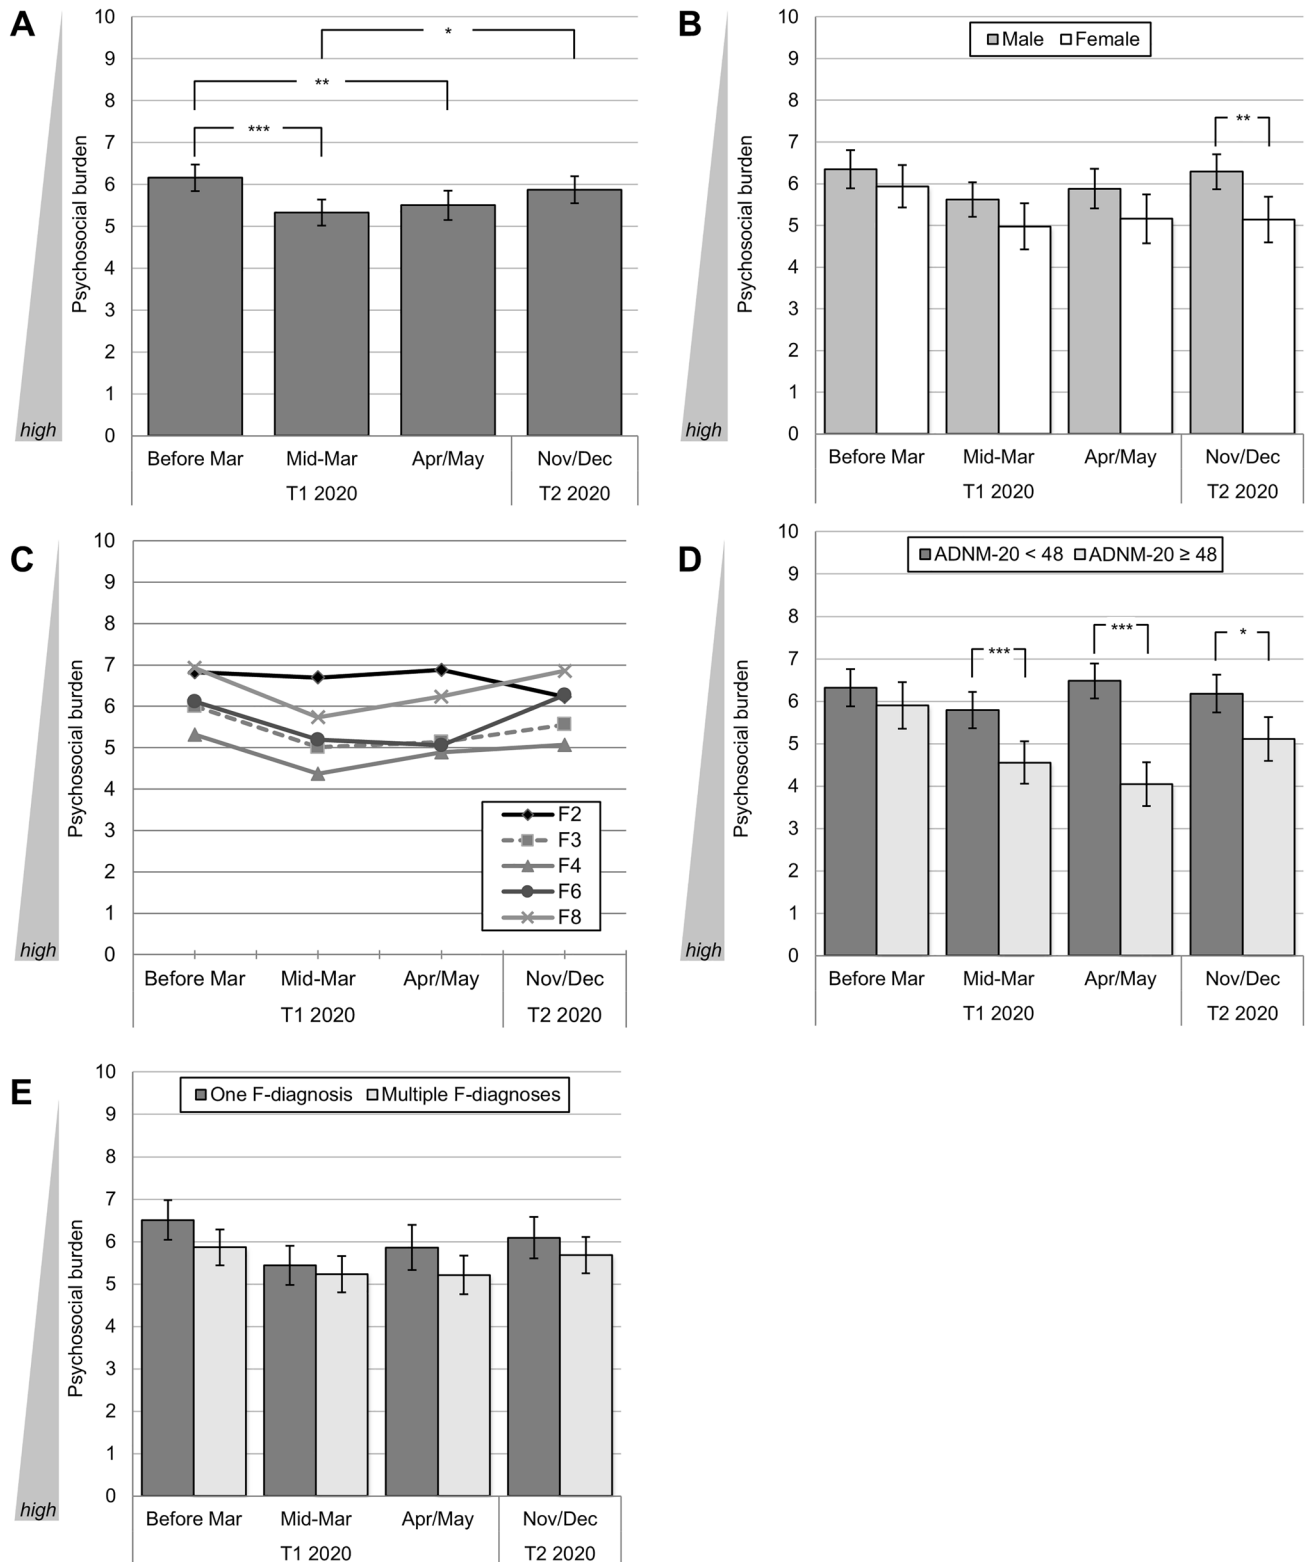 A
Psychosocial burden
high
10
9
8
7
6
5
4
3
2
1
0
*
**
***
Before Mar Mid-Mar Apr/May Nov/Dec
T1 2020 T2 2020
B
Psychosocial burden
high
Male Female
10
9
8
7
6
5
4
3
2
1
0
**
Before Mar Mid-Mar Apr/May Nov/Dec
T1 2020 T2 2020
C
Psychosocial burden
high
10
9
8
7
6
5
4
3
2
1
0
F2
F3
F4
F6
F8
Before Mar Mid-Mar Apr/May Nov/Dec
T1 2020 T2 2020
D
Psychosocial burden
high
ADNM-20 < 48 ADNM-20 ≥ 48
10
9
8
7
6
5
4
3
2
1
0
*** *** *
Before Mar Mid-Mar Apr/May Nov/Dec
T1 2020 T2 2020
E
Psychosocial burden
high
One F-diagnosis Multiple F-diagnoses
10
9
8
7
6
5
4
3
2
1
0
Before Mar Mid-Mar Apr/May Nov/Dec
T1 2020 T2 2020